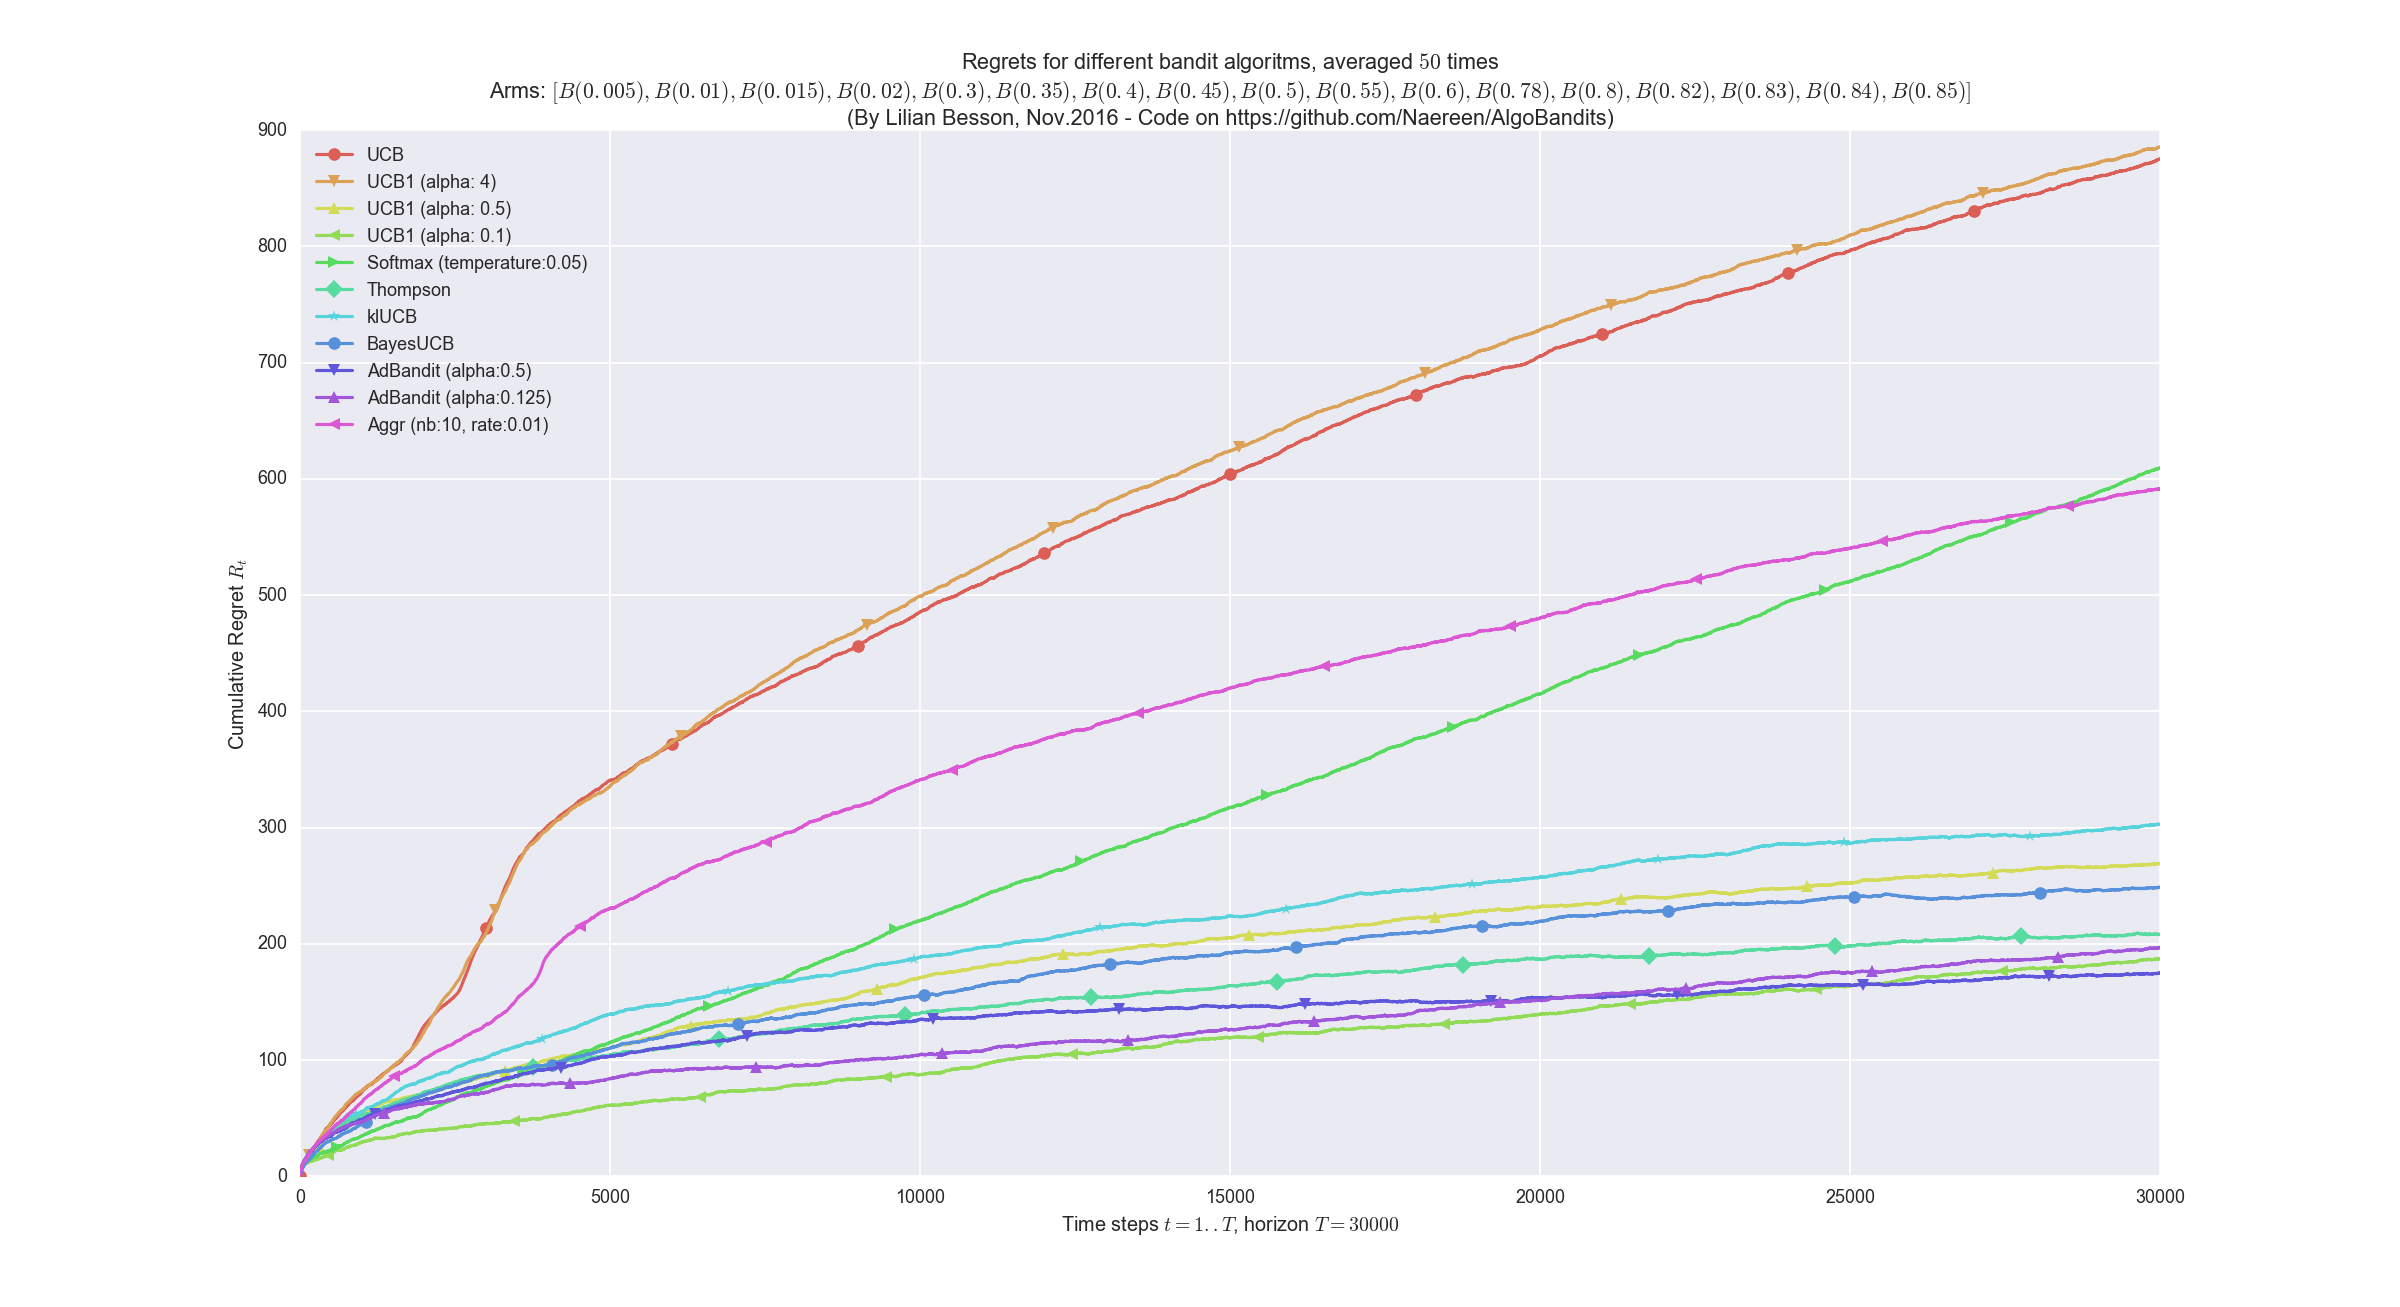 Regrets for different bandit algoritms, averaged 50 times
Arms: [B(0.005), B(0.01), B(0.015), B(0.02), B(0.3), B(0.35), B(0.4), B(0.45), B(0.5), B(0.55), B(0.6), B(0.78), B(0.8), B(0.82), B(0.83), B(0.84), B(0.85)]
(By Lilian Besson, Nov.2016 - Code on https://github.com/Naereen/AlgoBandits)
900
800
700
600
500
400
300
200
100
0
Cumulative Regret R_t
UCB
UCB1 (alpha: 4)
UCB1 (alpha: 0.5)
UCB1 (alpha: 0.1)
Softmax (temperature:0.05)
Thompson
klUCB
BayesUCB
AdBandit (alpha:0.5)
AdBandit (alpha:0.125)
Aggr (nb:10, rate:0.01)
0 5000 10000 15000 20000 25000 30000
Time steps t = 1..T, horizon T = 30000